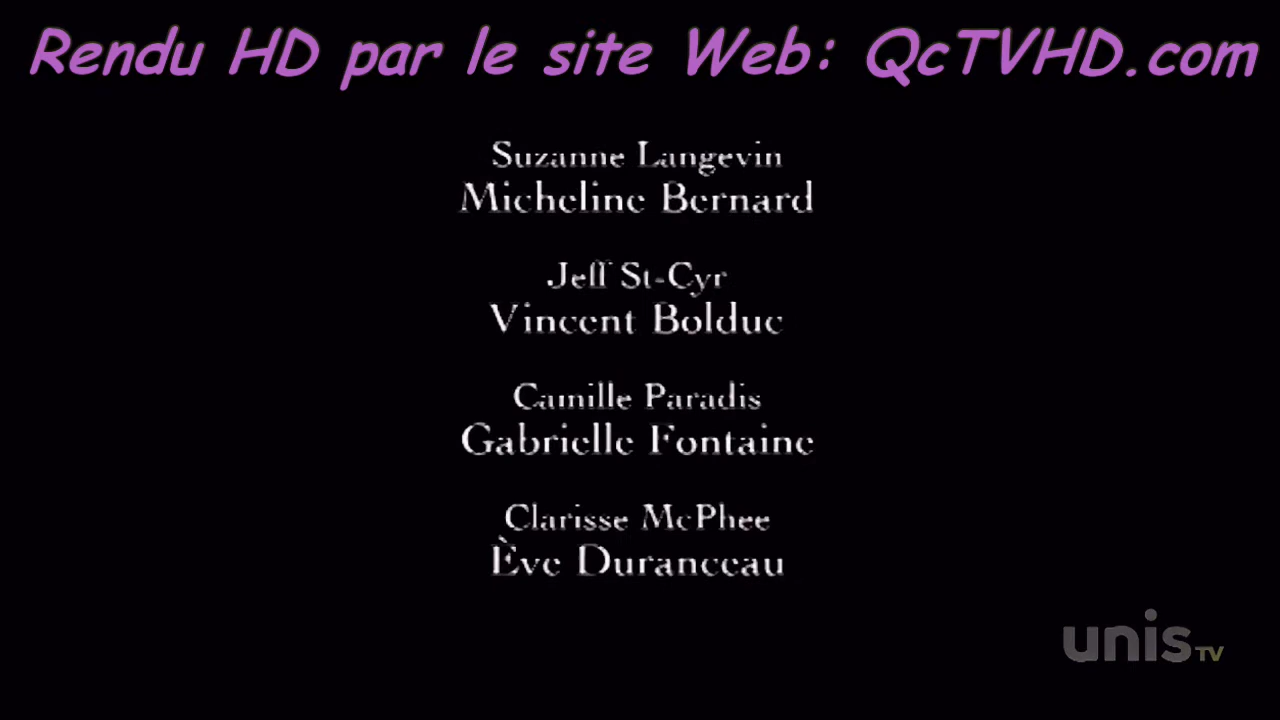 Rendu HD par le site Web: QcTVHD.com
Suzanne Langevin
Micheline Bernard
Jeff St-Cyr
Vincent Bolduc
Camille Paradis
Gabrielle Fontaine
Clarisse McPhee
Ève Duranceau
unis TV